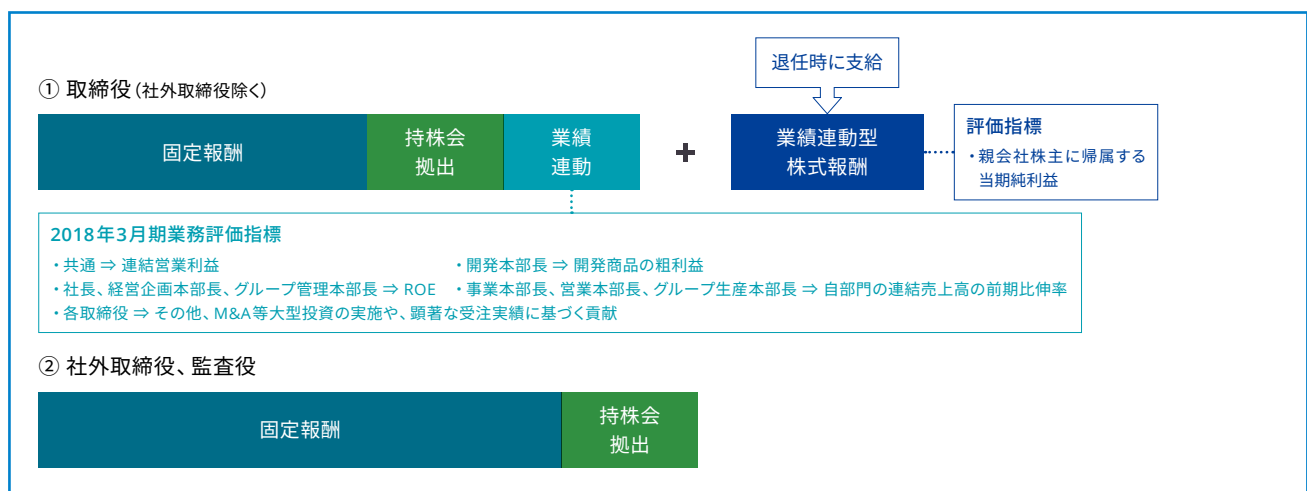 退任時に支給
① 取締役(社外取締役除く)
固定報酬
持株会
拠出
業績
連動
+
業績連動型
株式報酬
評価指標
・親会社株主に帰属する
当期純利益
2018年3月期業務評価指標
・共通 ⇒ 連結営業利益
・開発本部長 ⇒ 開発商品の粗利益
・社長、経営企画本部長、グループ管理本部長 ⇒ ROE
・事業本部長、営業本部長、グループ生産本部長 ⇒ 自部門の連結売上高の前期比伸率
・各取締役 ⇒ その他、M&A等大型投資の実施や、顕著な受注実績に基づく貢献
② 社外取締役、監査役
固定報酬
持株会
拠出